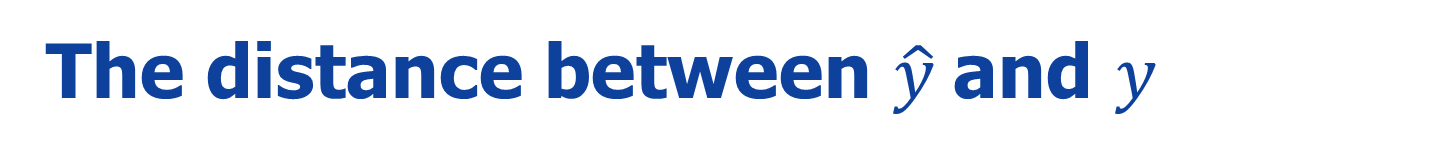 The distance between ŷ and y